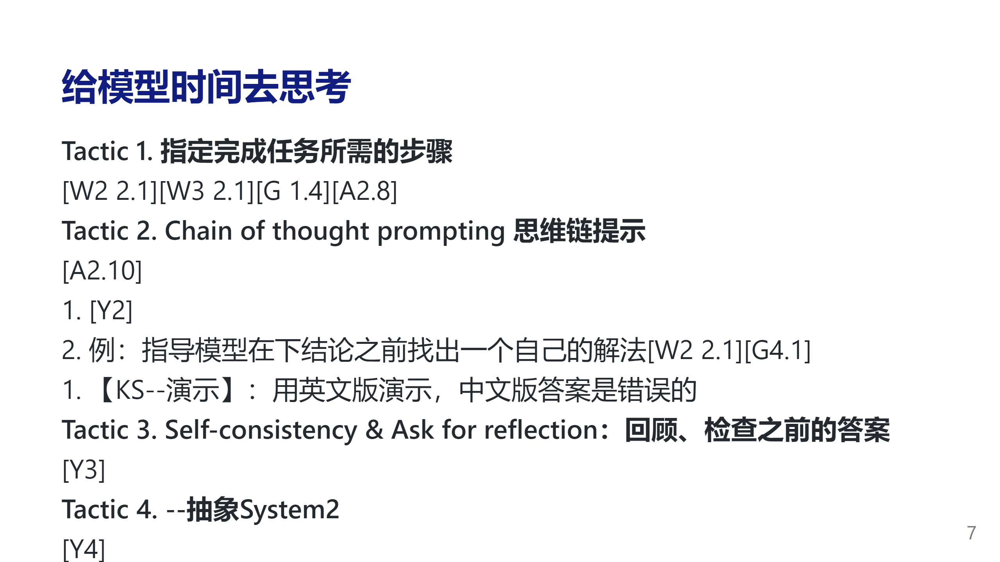 给模型时间去思考
Tactic 1. 指定完成任务所需的步骤
[W2 2.1][W3 2.1][G 1.4][A2.8]
Tactic 2. Chain of thought prompting 思维链提示
[A2.10]
1. [Y2]
2. 例：指导模型在下结论之前找出一个自己的解法[W2 2.1][G4.1]
1. 【KS--演示】：用英文版演示，中文版答案是错误的
Tactic 3. Self-consistency & Ask for reflection：回顾、检查之前的答案
[Y3]
Tactic 4. --抽象System2
[Y4]
7